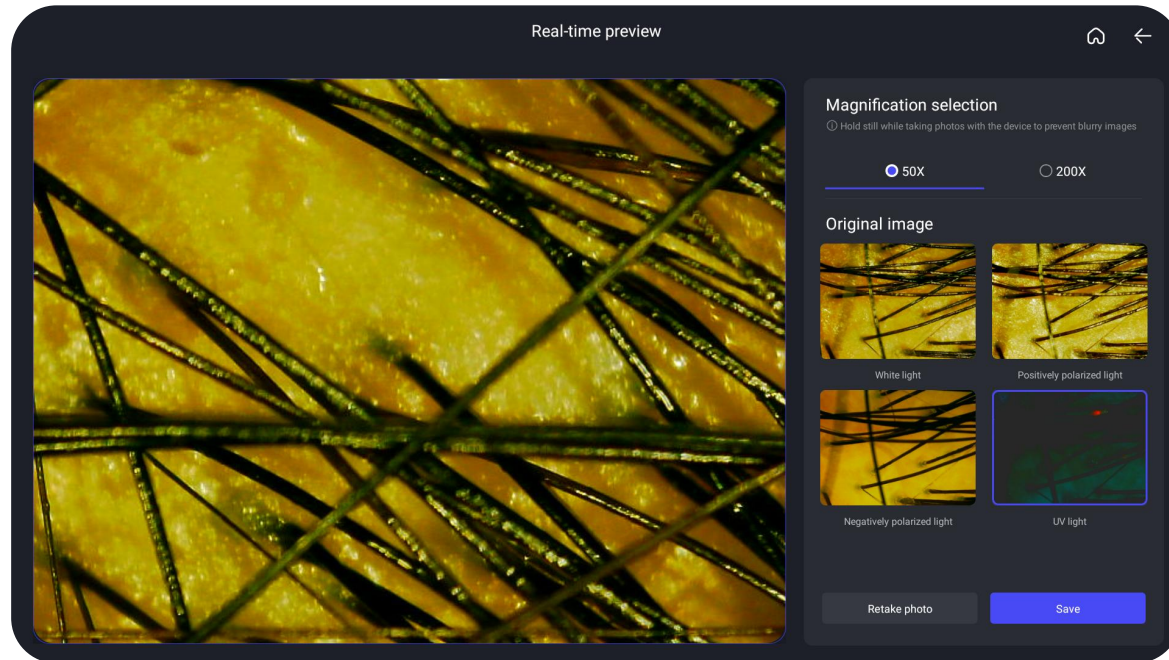 Real-time preview
Magnification selection
Hold still while taking photos with the device to prevent blurry images
50X
200X
Original image
White light
Positively polarized light
Negatively polarized light
UV light
Retake photo
Save